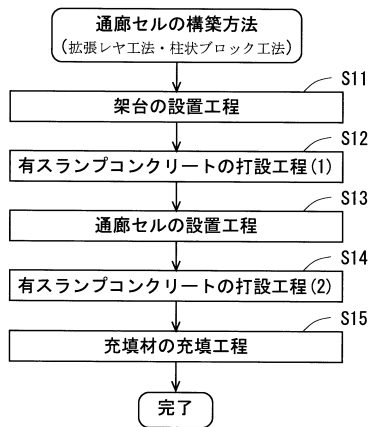 通廊セルの構築方法
(拡張レヤ工法・柱状ブロック工法)
S11
架台の設置工程
S12
有スランプコンクリートの打設工程(1)
S13
通廊セルの設置工程
S14
有スランプコンクリートの打設工程(2)
S15
充填材の充填工程
完了